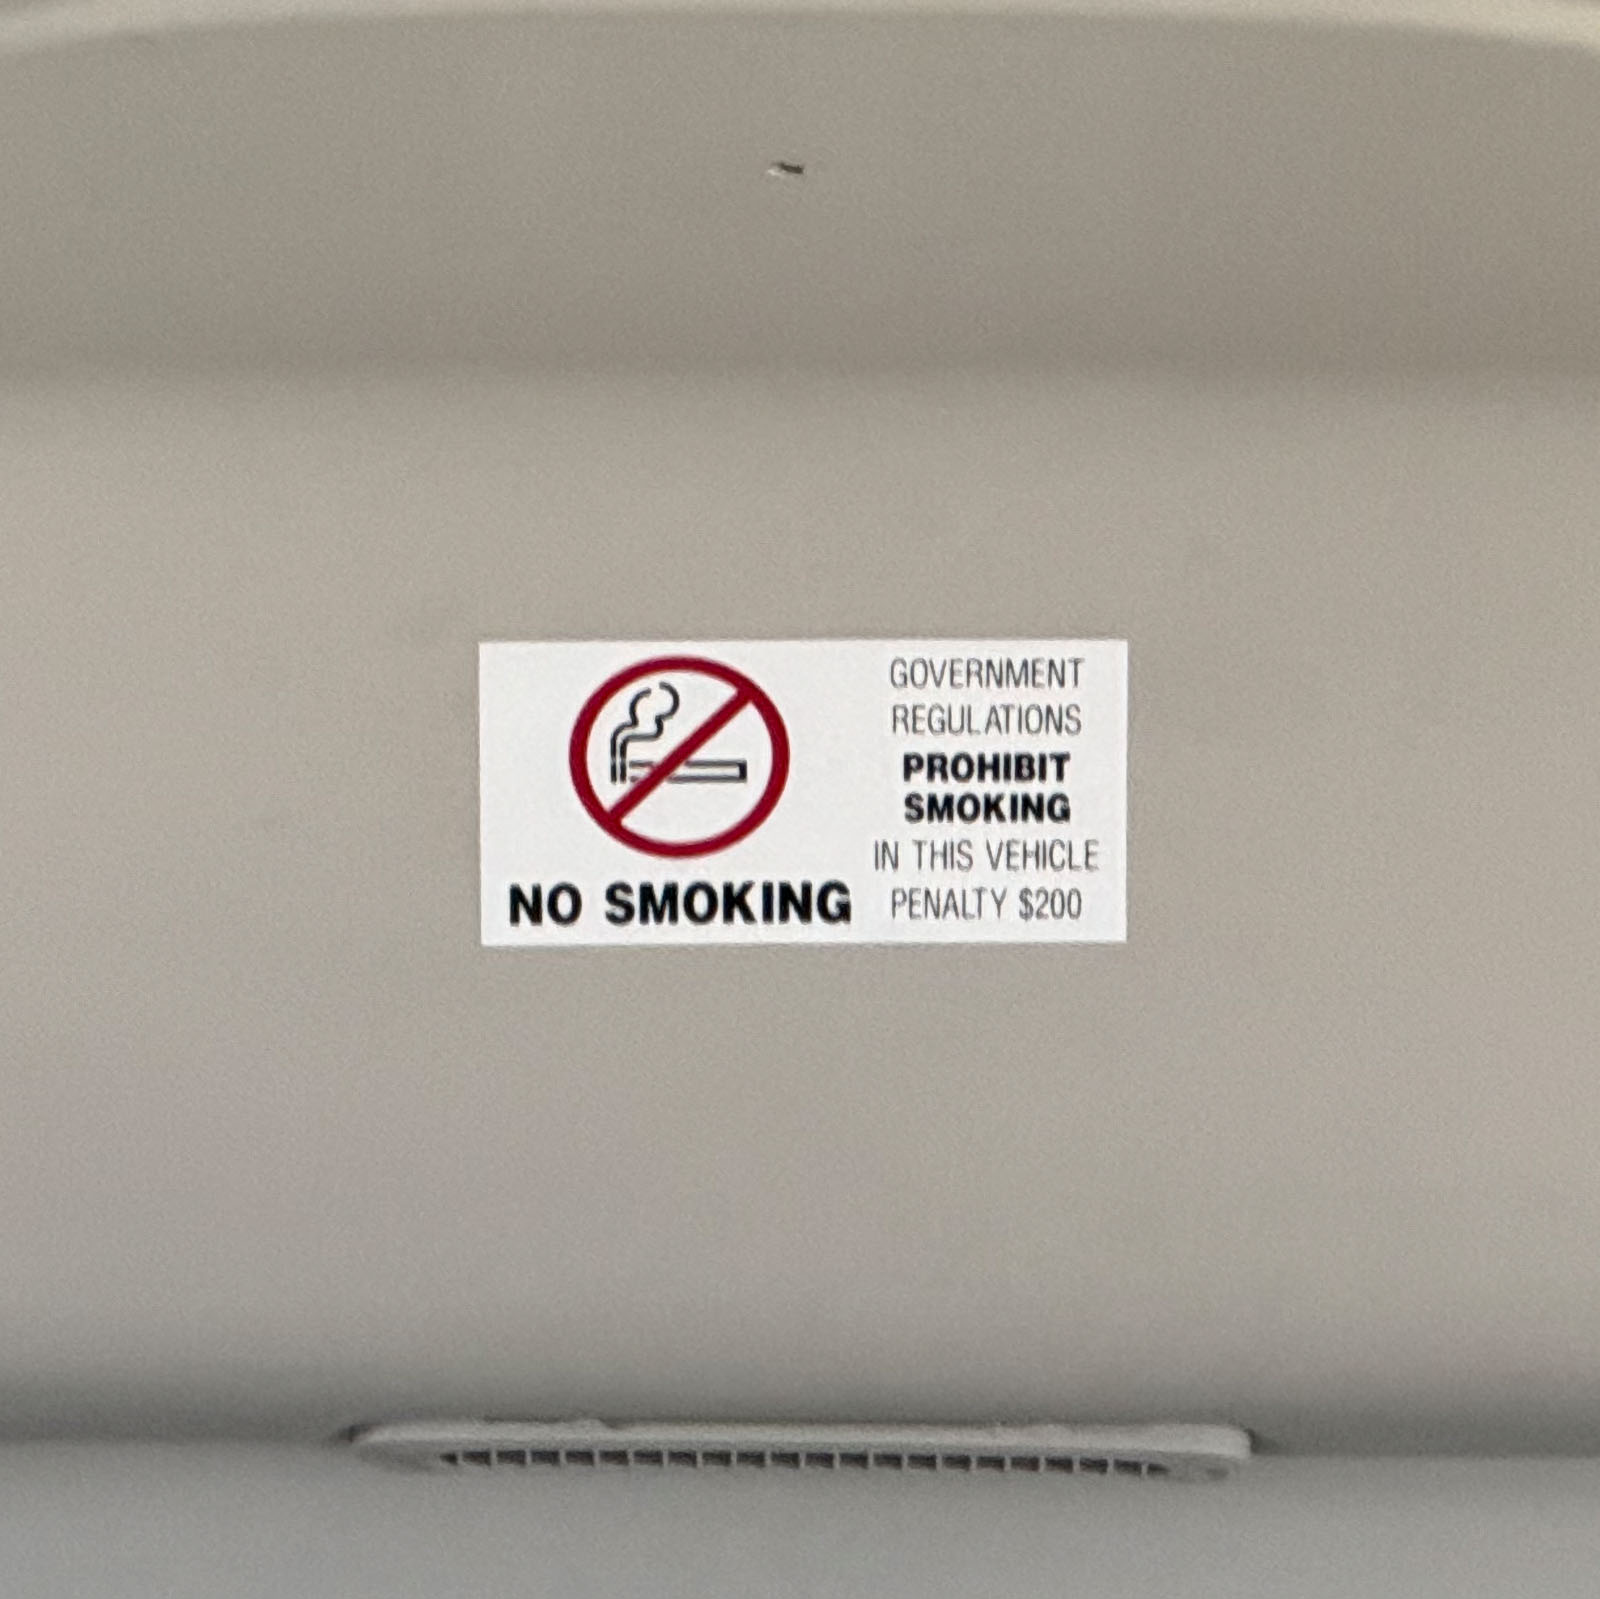 NO SMOKING
GOVERNMENT
REGULATIONS
PROHIBIT
SMOKING
IN THIS VEHICLE
PENALTY $200